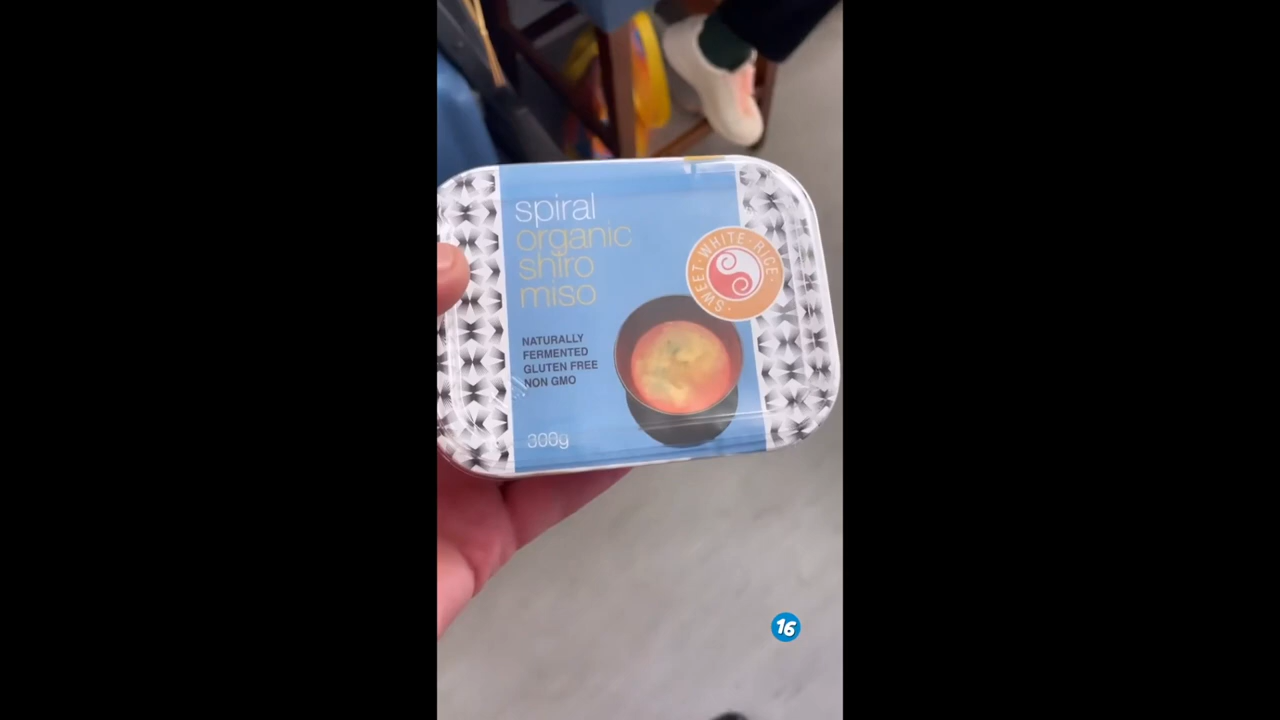 spiral
organic
shiro
miso
SWEET · WHITE · RICE ·
NATURALLY
FERMENTED
GLUTEN FREE
NON GMO
300g
16